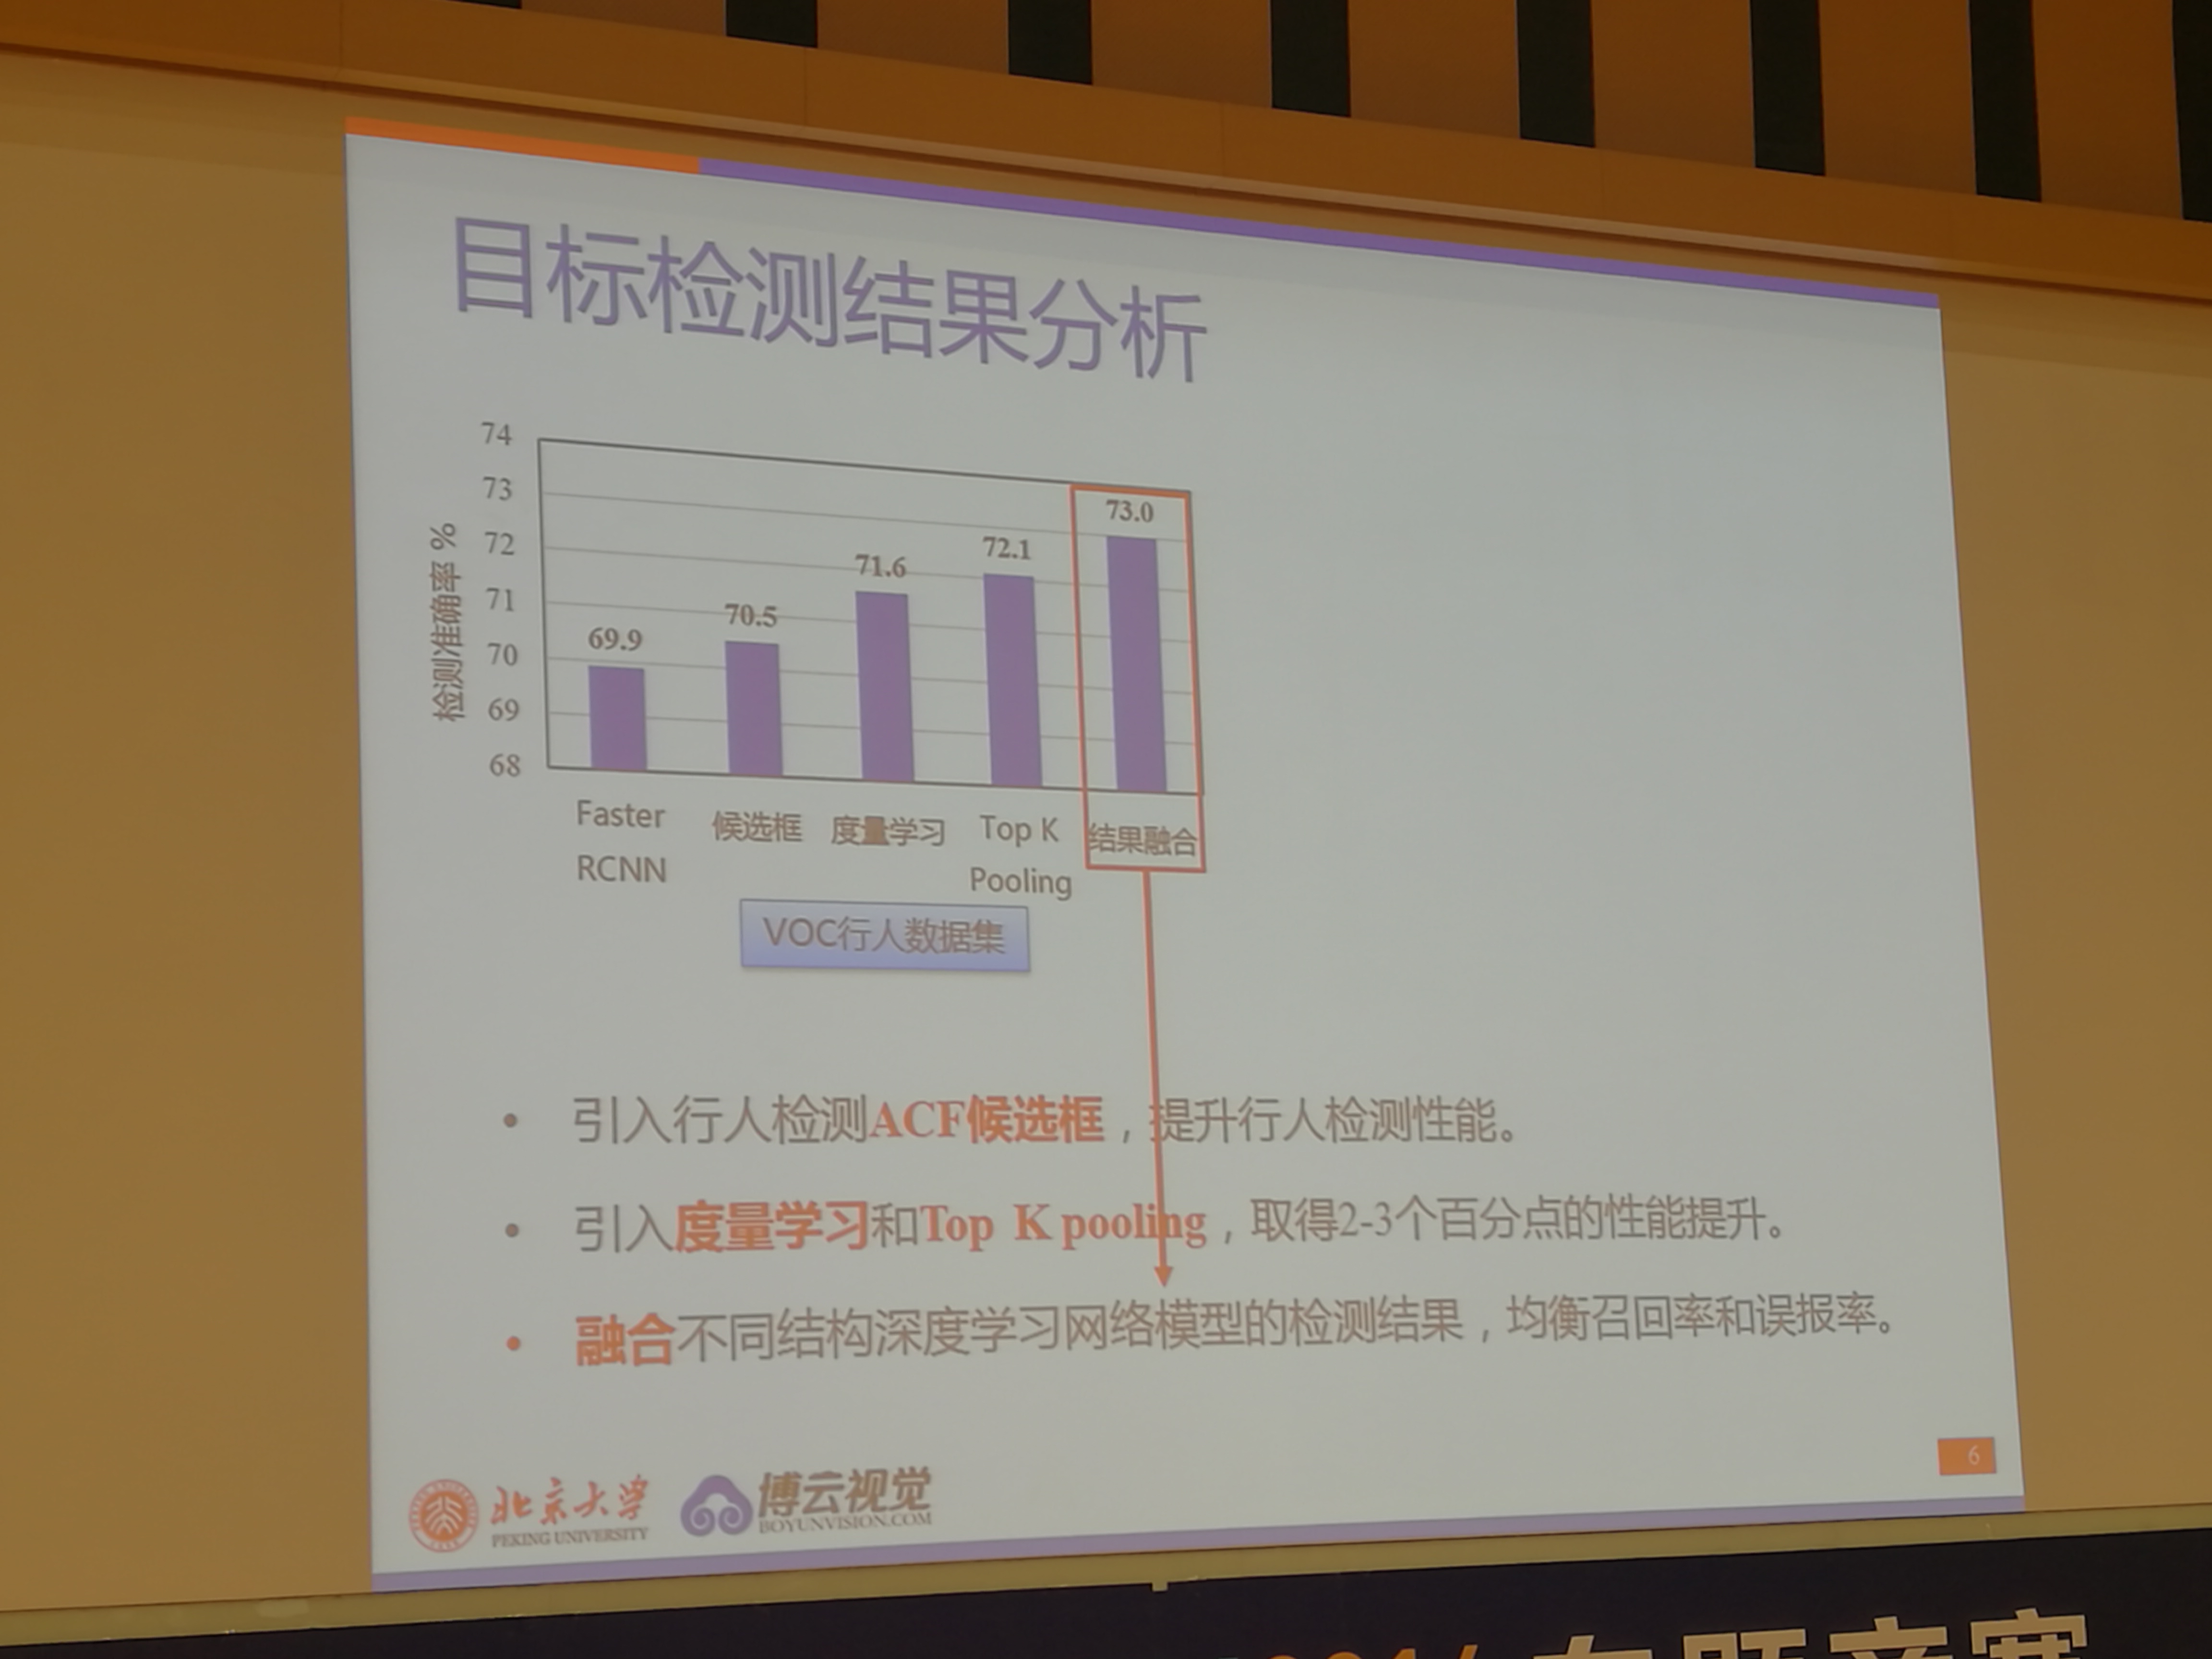 目标检测结果分析
74
73
72
71
70
69
68
检测准确率 %
69.9
70.5
71.6
72.1
73.0
Faster RCNN
候选框
度量学习
Top K Pooling
结果融合
VOC行人数据集
• 引入行人检测ACF候选框，提升行人检测性能。
• 引入度量学习和Top K pooling，取得2-3个百分点的性能提升。
• 融合不同结构深度学习网络模型的检测结果，均衡召回率和误报率。
6
北京大学
PEKING UNIVERSITY
博云视觉
BOYUNVISION.COM